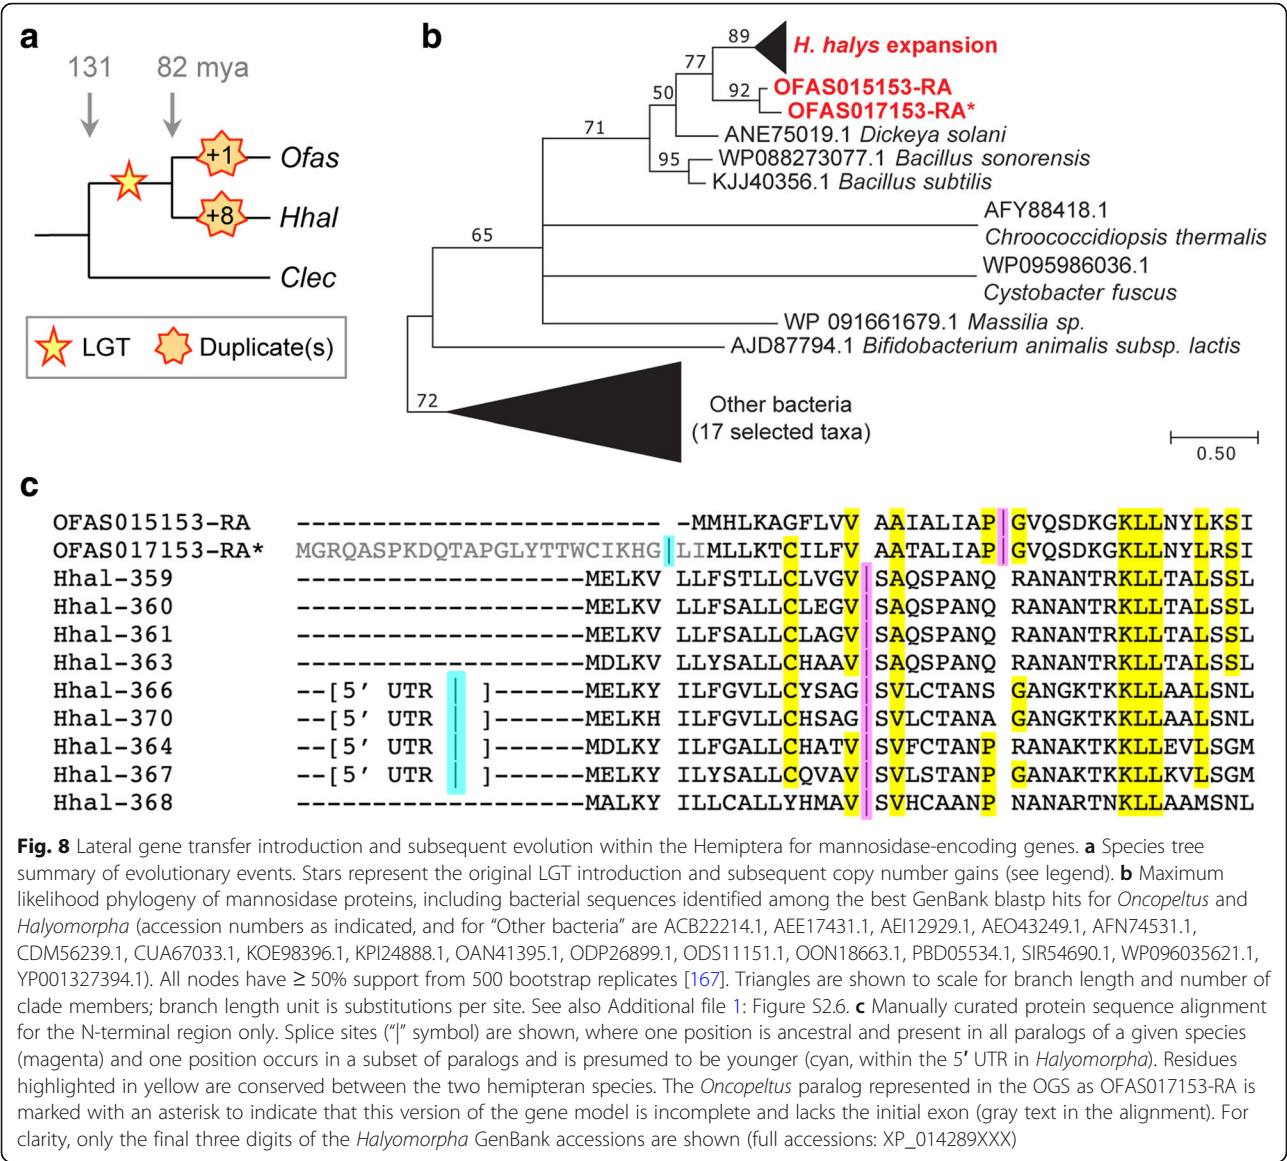 a
131 82 mya
+1 Ofas
+8 Hhal
Clec
LGT Duplicate(s)
b
89 H. halys expansion
77
92 OFAS015153-RA
OFAS017153-RA*
50
ANE75019.1 Dickeya solani
71
95 WP088273077.1 Bacillus sonorensis
KJJ40356.1 Bacillus subtilis
AFY88418.1
Chroococcidiopsis thermalis
65
WP095986036.1
Cystobacter fuscus
WP 091661679.1 Massilia sp.
AJD87794.1 Bifidobacterium animalis subsp. lactis
72
Other bacteria
(17 selected taxa)
0.50
c
OFAS015153-RA ------------------------ -MMHLKAGFLVV AAIALIAP|GVQSDKGKLLNYLKSI
OFAS017153-RA* MGRQASPKDQTAPGLYTTWCIKHG|LIMLLKTCILFV AATALIAP|GVQSDKGKLLNYLRSI
Hhal-359 -------------------MELKV LLFSTLLCLVGV|SAQSPANQ RANANTRKLLTALSSL
Hhal-360 -------------------MELKV LLFSALLCLEGV|SAQSPANQ RANANTRKLLTALSSL
Hhal-361 -------------------MELKV LLFSALLCLAGV|SAQSPANQ RANANTRKLLTALSSL
Hhal-363 -------------------MDLKV LLYSALLCHAAV|SAQSPANQ RANANTRKLLTALSSL
Hhal-366 --[5′ UTR | ]------MELKY ILFGVLLCYSAG|SVLCTANS GANGKTKKLLAALSNL
Hhal-370 --[5′ UTR | ]------MELKH ILFGVLLCHSAG|SVLCTANA GANGKTKKLLAALSNL
Hhal-364 --[5′ UTR | ]------MDLKY ILFGALLCHATV|SVFCTANP RANAKTKKLLEVLSGM
Hhal-367 --[5′ UTR | ]------MELKY ILYSALLCQVAV|SVLSTANP GANAKTKKLLKVLSGM
Hhal-368 -------------------MALKY ILLCALLYHMAV|SVHCAANP NANARTNKLLAAMSNL
Fig. 8 Lateral gene transfer introduction and subsequent evolution within the Hemiptera for mannosidase-encoding genes. a Species tree
summary of evolutionary events. Stars represent the original LGT introduction and subsequent copy number gains (see legend). b Maximum
likelihood phylogeny of mannosidase proteins, including bacterial sequences identified among the best GenBank blastp hits for Oncopeltus and
Halyomorpha (accession numbers as indicated, and for “Other bacteria” are ACB22214.1, AEE17431.1, AEI12929.1, AEO43249.1, AFN74531.1,
CDM56239.1, CUA67033.1, KOE98396.1, KPI24888.1, OAN41395.1, ODP26899.1, ODS11151.1, OON18663.1, PBD05534.1, SIR54690.1, WP096035621.1,
YP001327394.1). All nodes have ≥ 50% support from 500 bootstrap replicates [167]. Triangles are shown to scale for branch length and number of
clade members; branch length unit is substitutions per site. See also Additional file 1: Figure S2.6. c Manually curated protein sequence alignment
for the N-terminal region only. Splice sites (“|” symbol) are shown, where one position is ancestral and present in all paralogs of a given species
(magenta) and one position occurs in a subset of paralogs and is presumed to be younger (cyan, within the 5′ UTR in Halyomorpha). Residues
highlighted in yellow are conserved between the two hemipteran species. The Oncopeltus paralog represented in the OGS as OFAS017153-RA is
marked with an asterisk to indicate that this version of the gene model is incomplete and lacks the initial exon (gray text in the alignment). For
clarity, only the final three digits of the Halyomorpha GenBank accessions are shown (full accessions: XP_014289XXX)